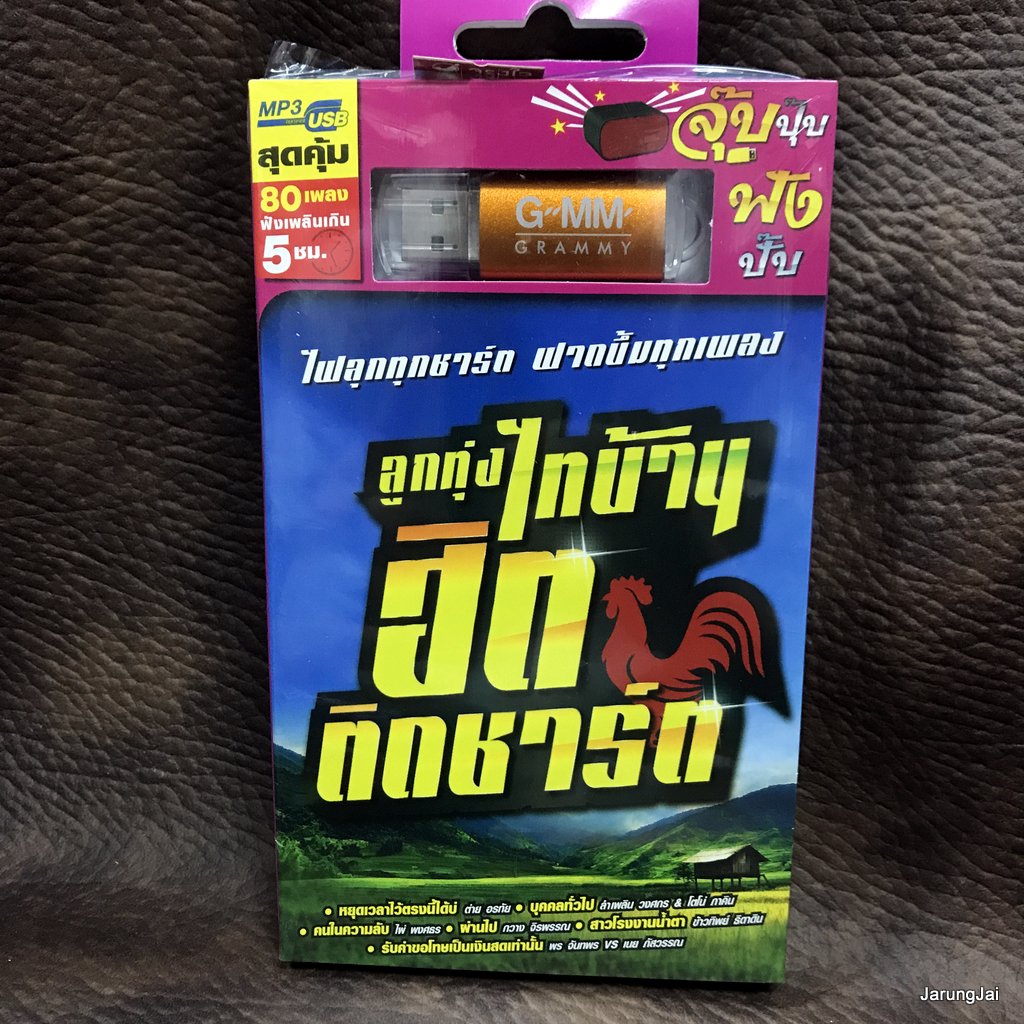 MP3
USB
สุดคุ้ม
80 เพลง
ฟังเพลินเกิน
5 ชม.
G"MM'
GRAMMY
จุ๊บ ปุ๊บ
ฟัง
ปั๊บ
ไฟลุกทุกชาร์ต ฟาดยิ้มทุกเพลง
ลูกทุ่ง ไทบ้าน
ฮิต
ติดชาร์ต
• หยุดเวลาไว้ตรงนี้ได้บ่ ต่าย อรทัย • บุคคลทั่วไป ลำเพลิน วงศกร & โตโน่ ภาคิน
• คนในความลับ ไผ่ พงศธร • ผ่านไป กวาง จิรพรรณ • สาวโรงงานน้ำตา ข้าวทิพย์ ธิดาดิน
• รับคำขอโทษเป็นเงินสดเท่านั้น พร จันทพร VS เนย ภัสวรรณ
JarungJai